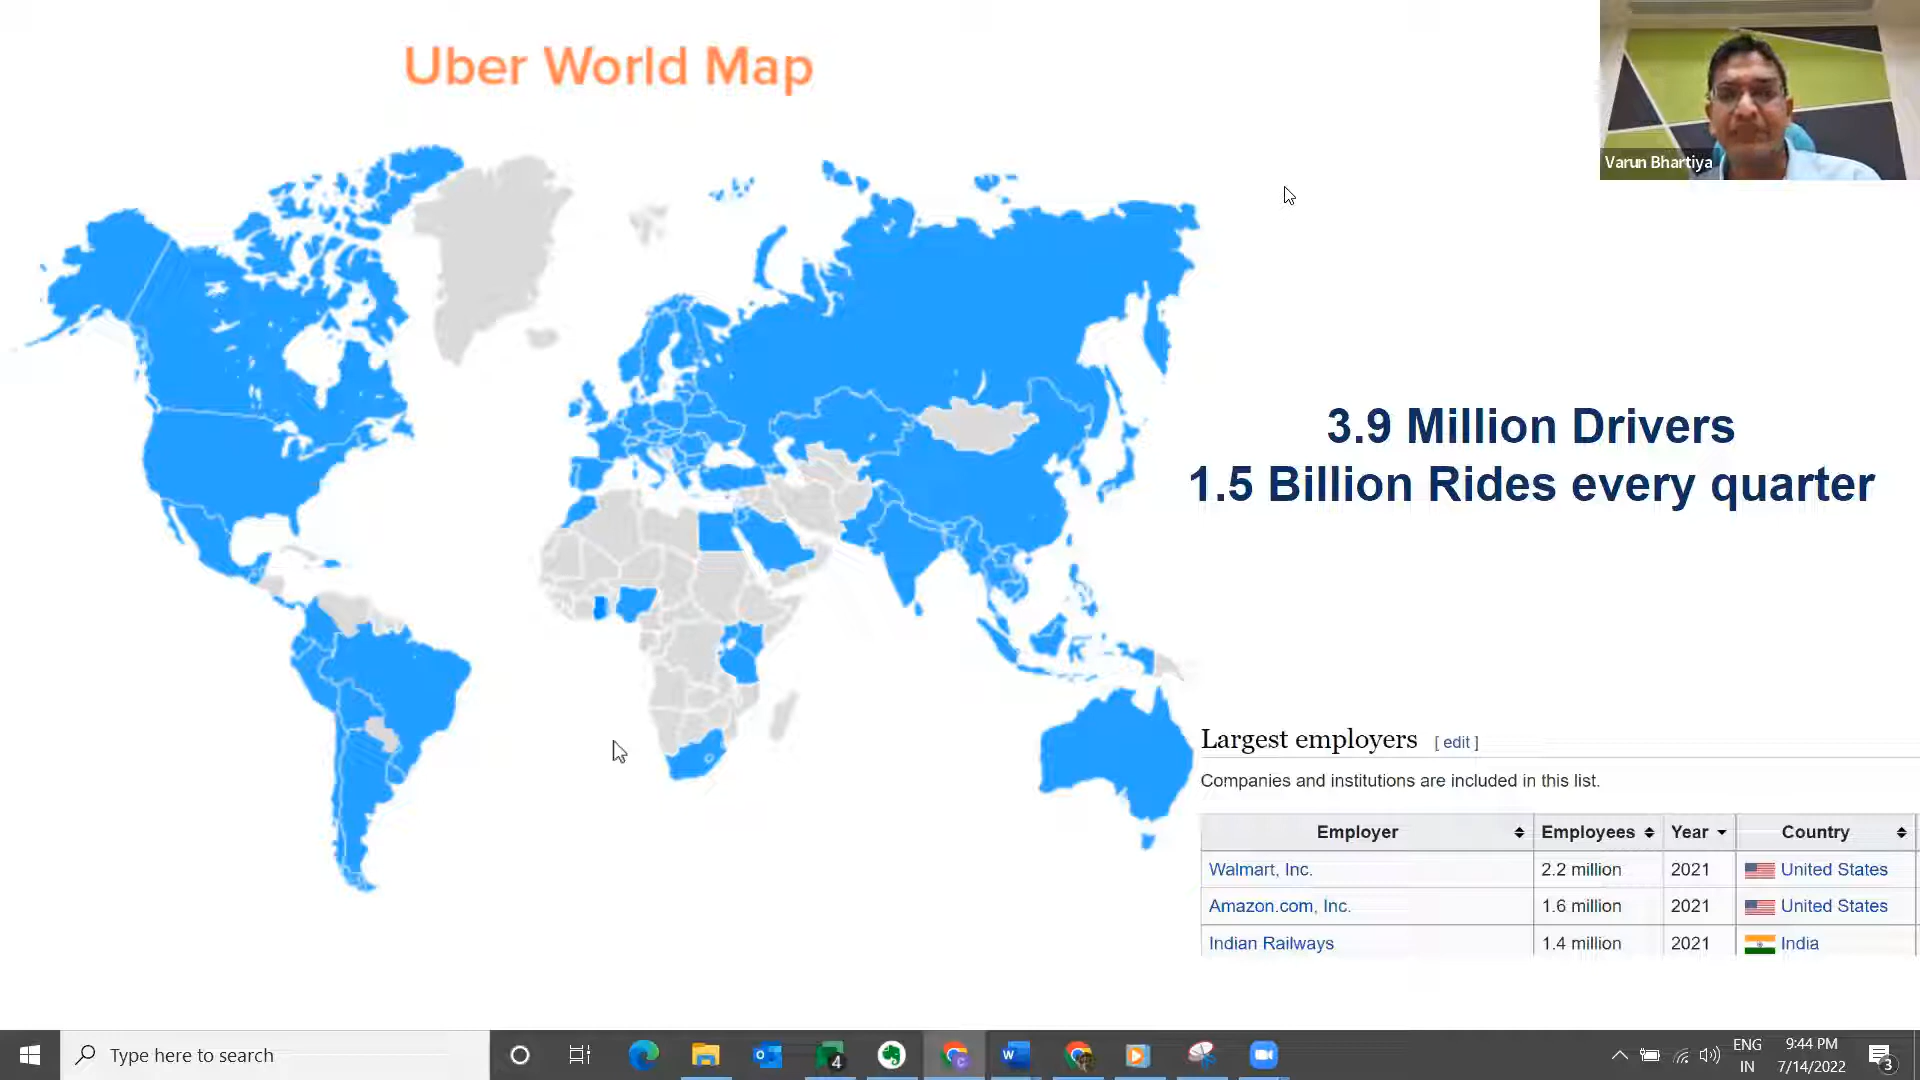 Uber World Map
Varun Bhartiya
3.9 Million Drivers
1.5 Billion Rides every quarter
Largest employers [ edit ]
Companies and institutions are included in this list.
Employer Employees Year Country
Walmart, Inc. 2.2 million 2021 United States
Amazon.com, Inc. 1.6 million 2021 United States
Indian Railways 1.4 million 2021 India
Type here to search
4
ENG
IN
9:44 PM
7/14/2022
3